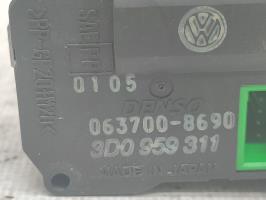 0105
DENSO
063700-8690
3D0 959 311
MADE IN JAPAN